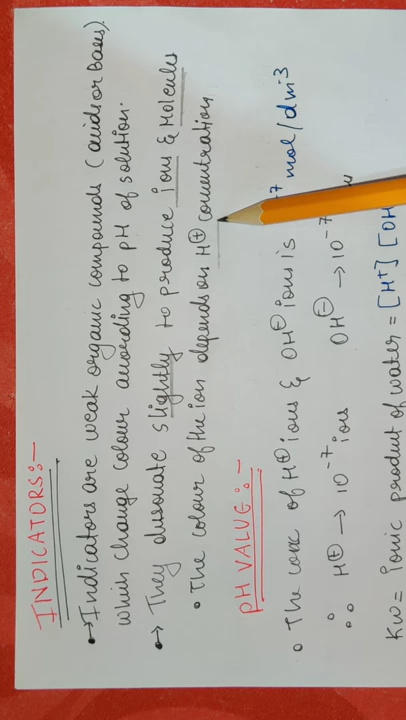 INDICATORS:-
→ Indicators are weak organic compounds (acids or bases)
which change colour according to pH of solution.
→ They dissociate slightly to produce ions & Molecules
• The colour of the ion depends on H⊕ concentration
PH VALUE:-
• The conc of H⊕ ions & OH⊖ ions is 7 mol/dm-3
∴ H⊕ → 10⁻⁷ ions OH⊖ → 10⁻⁷
Kw = Ionic product of water = [H⁺] [OH